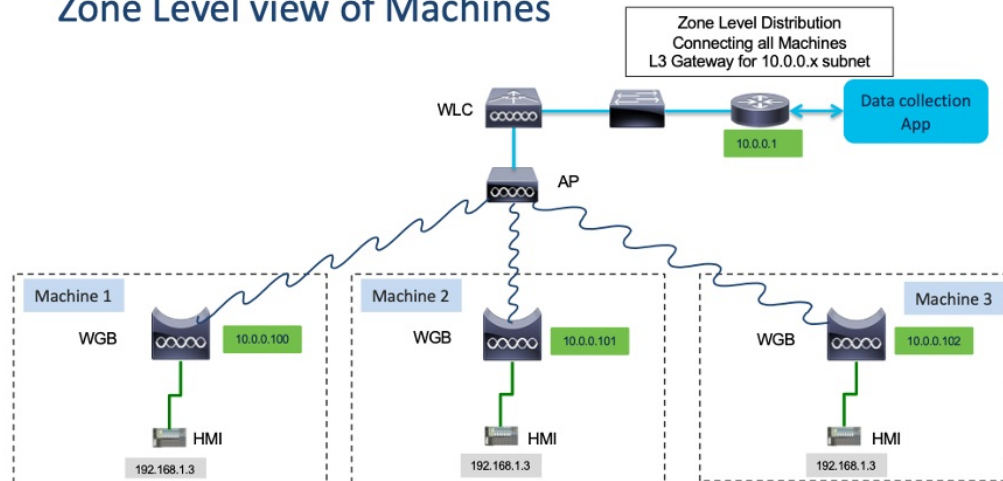 Zone Level view of Machines
Zone Level Distribution
Connecting all Machines
L3 Gateway for 10.0.0.x subnet
WLC
Data collection
App
10.0.0.1
AP
Machine 1
WGB
10.0.0.100
HMI
192.168.1.3
Machine 2
WGB
10.0.0.101
HMI
192.168.1.3
Machine 3
WGB
10.0.0.102
HMI
192.168.1.3